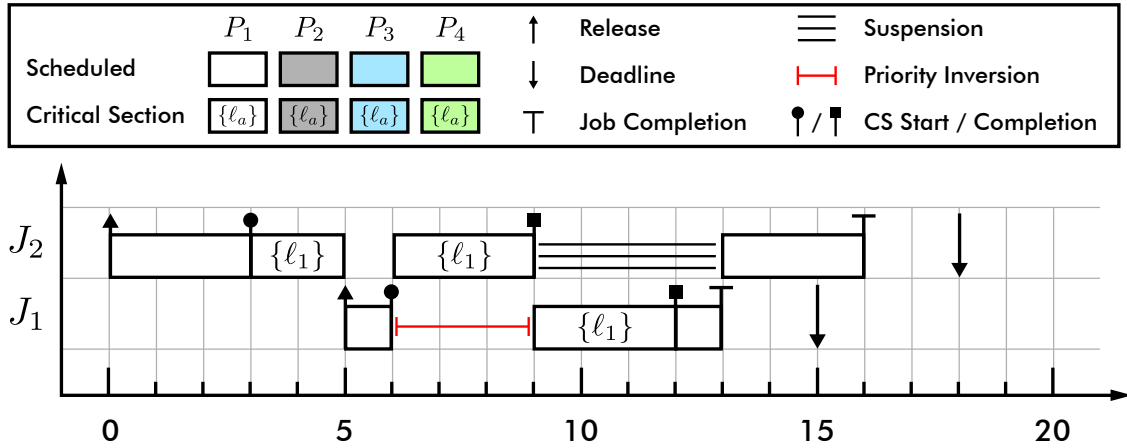 P₁ P₂ P₃ P₄
Release
Suspension
Scheduled
Deadline
Priority Inversion
Critical Section {ℓₐ} {ℓₐ} {ℓₐ} {ℓₐ}
Job Completion
/ CS Start / Completion
J₂ {ℓ₁} {ℓ₁}
J₁ {ℓ₁}
0 5 10 15 20